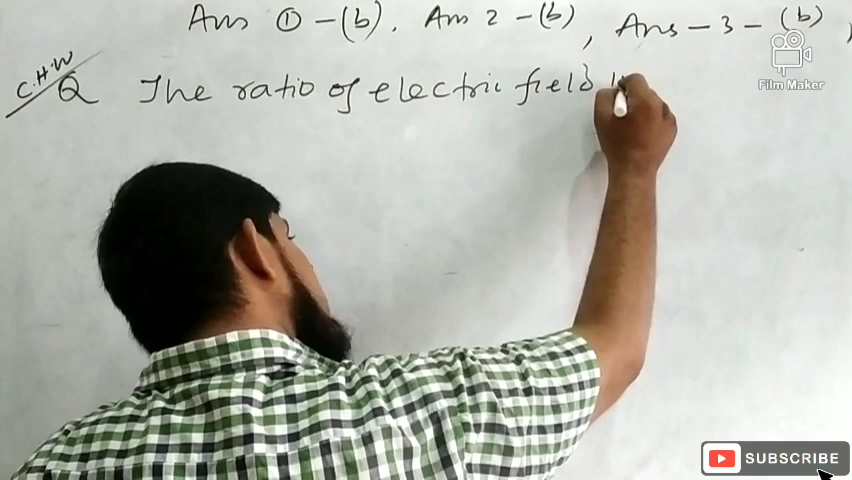 Ans ① - (b). Ans 2 - (b), Ans - 3 - (b),
C.H.W
Q The ratio of electric field
Film Maker
SUBSCRIBE